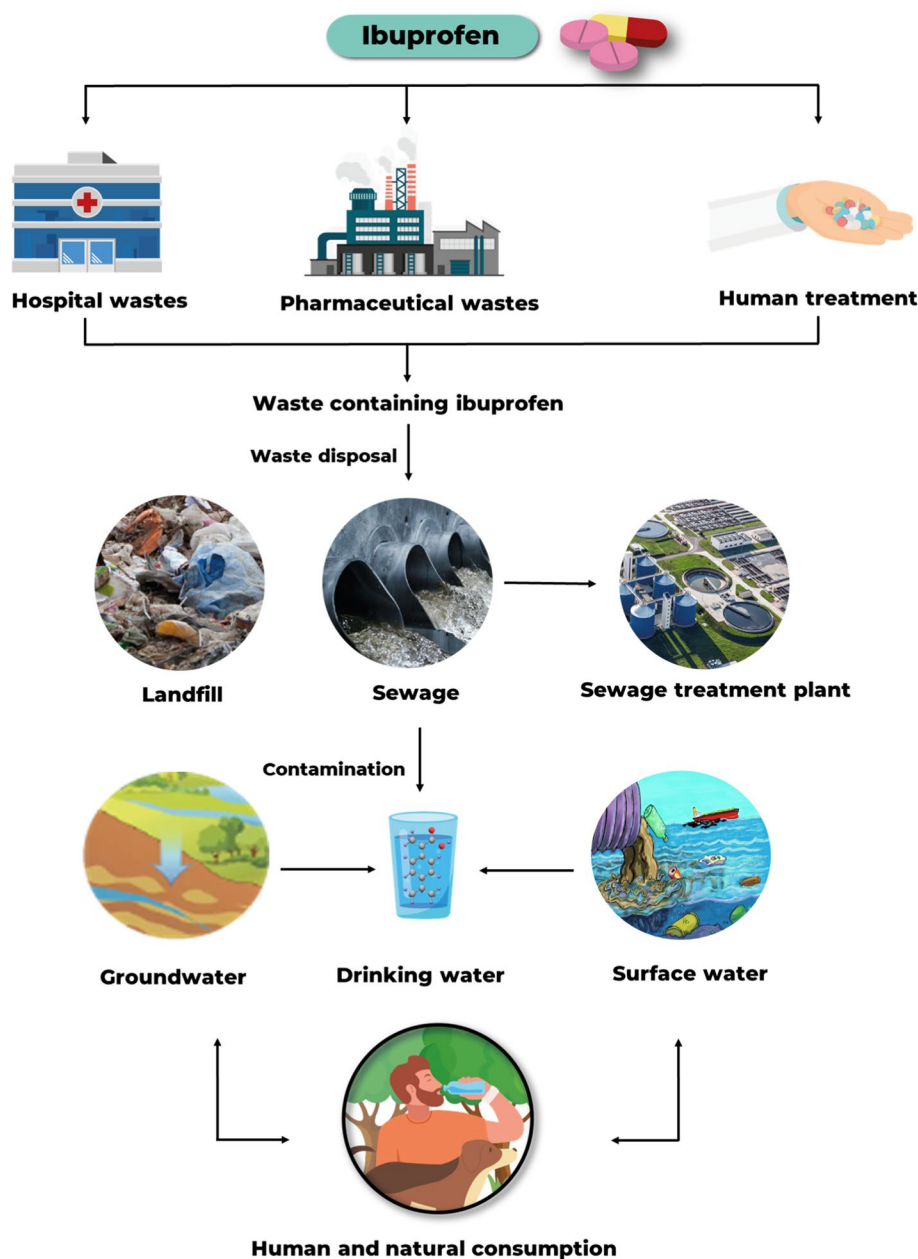 Ibuprofen
Hospital wastes
Pharmaceutical wastes
Human treatment
Waste containing ibuprofen
Waste disposal
Landfill
Sewage
Sewage treatment plant
Contamination
Groundwater
Drinking water
Surface water
Human and natural consumption